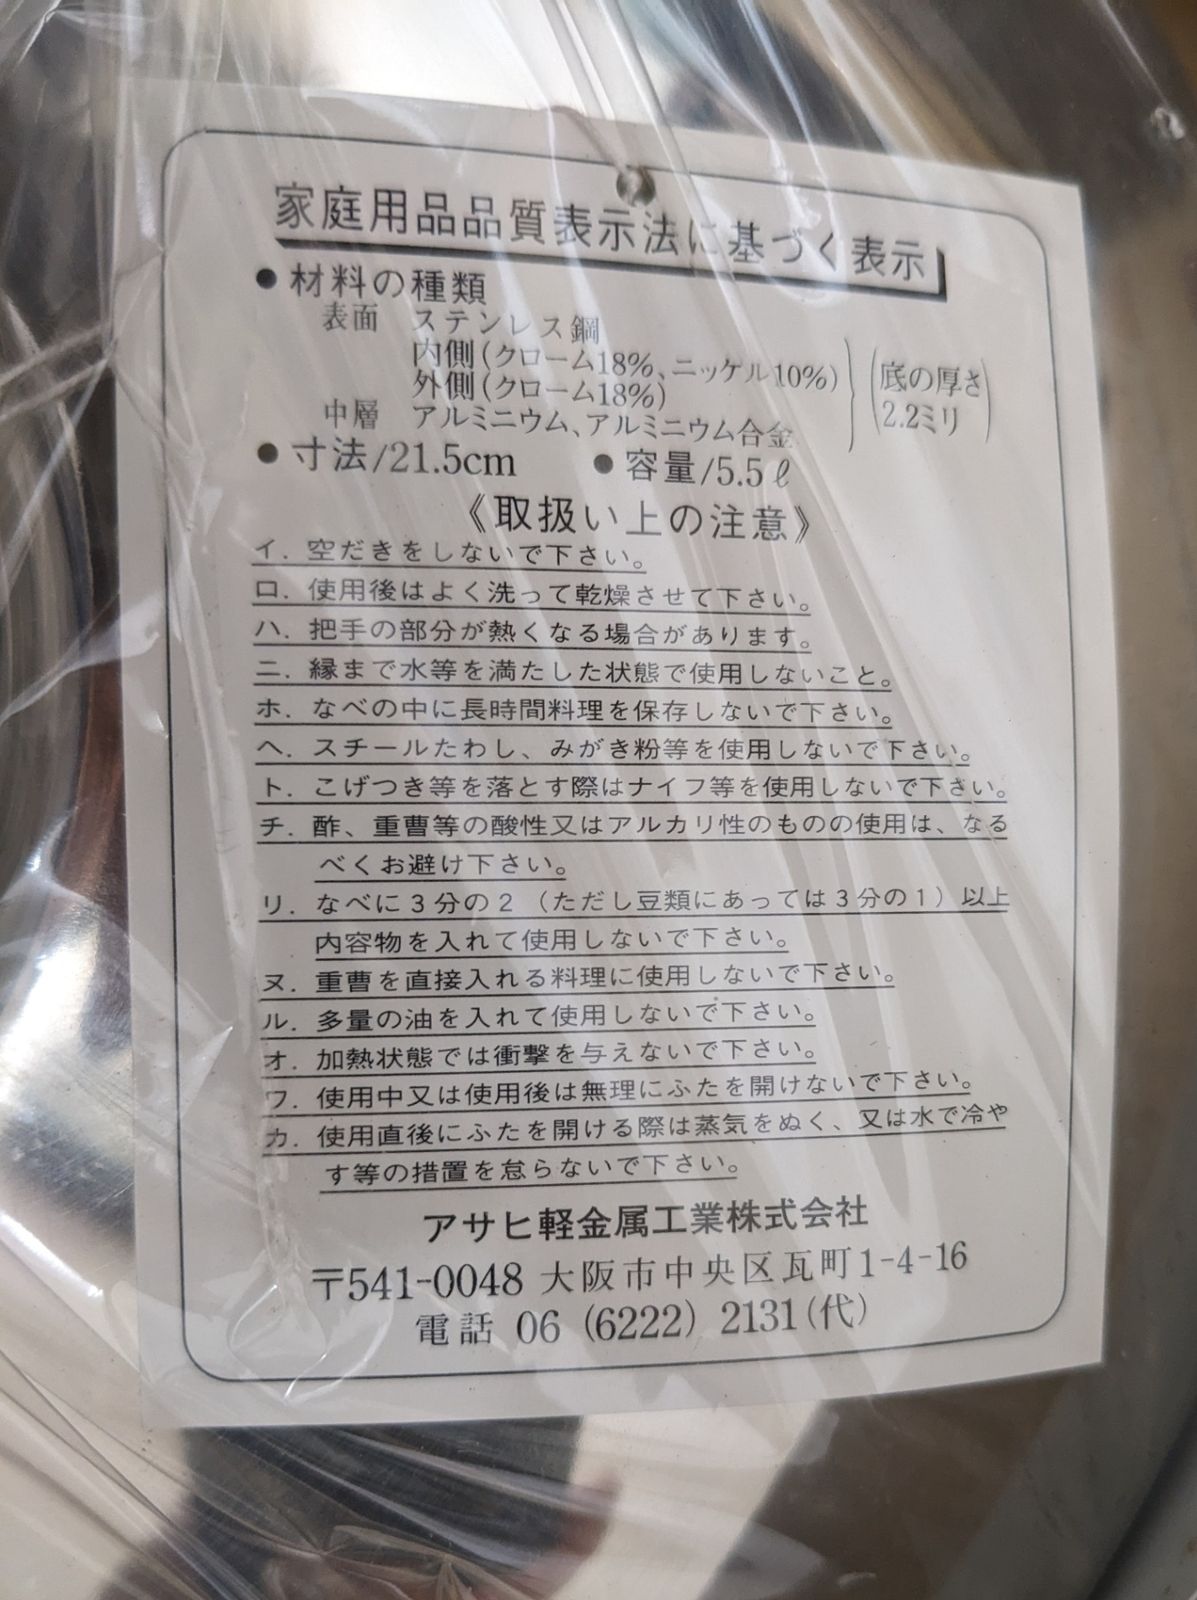 家庭用品品質表示法に基づく表示
●材料の種類
表面 ステンレス鋼
内側(クローム18%、ニッケル10%)
外側(クローム18%)
中層 アルミニウム、アルミニウム合金
(底の厚さ
2.2ミリ)
●寸法/21.5cm ●容量/5.5ℓ
《取扱い上の注意》
イ. 空だきをしないで下さい。
ロ. 使用後はよく洗って乾燥させて下さい。
ハ. 把手の部分が熱くなる場合があります。
ニ. 縁まで水等を満たした状態で使用しないこと。
ホ. なべの中に長時間料理を保存しないで下さい。
ヘ. スチールたわし、みがき粉等を使用しないで下さい。
ト. こげつき等を落とす際はナイフ等を使用しないで下さい。
チ. 酢、重曹等の酸性又はアルカリ性のものの使用は、なる
べくお避け下さい。
リ. なべに3分の2（ただし豆類にあっては3分の1）以上
内容物を入れて使用しないで下さい。
ヌ. 重曹を直接入れる料理に使用しないで下さい。
ル. 多量の油を入れて使用しないで下さい。
オ. 加熱状態では衝撃を与えないで下さい。
ワ. 使用中又は使用後は無理にふたを開けないで下さい。
カ. 使用直後にふたを開ける際は蒸気をぬく、又は水で冷や
す等の措置を怠らないで下さい。
アサヒ軽金属工業株式会社
〒541-0048 大阪市中央区瓦町1-4-16
電話 06 (6222) 2131(代)